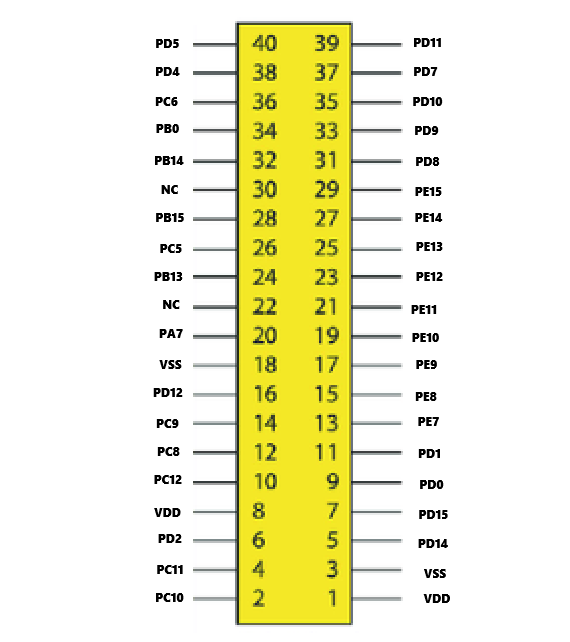 PD5 40 39 PD11
PD4 38 37 PD7
PC6 36 35 PD10
PB0 34 33 PD9
PB14 32 31 PD8
NC 30 29 PE15
PB15 28 27 PE14
PC5 26 25 PE13
PB13 24 23 PE12
NC 22 21 PE11
PA7 20 19 PE10
VSS 18 17 PE9
PD12 16 15 PE8
PC9 14 13 PE7
PC8 12 11 PD1
PC12 10 9 PD0
VDD 8 7 PD15
PD2 6 5 PD14
PC11 4 3 VSS
PC10 2 1 VDD